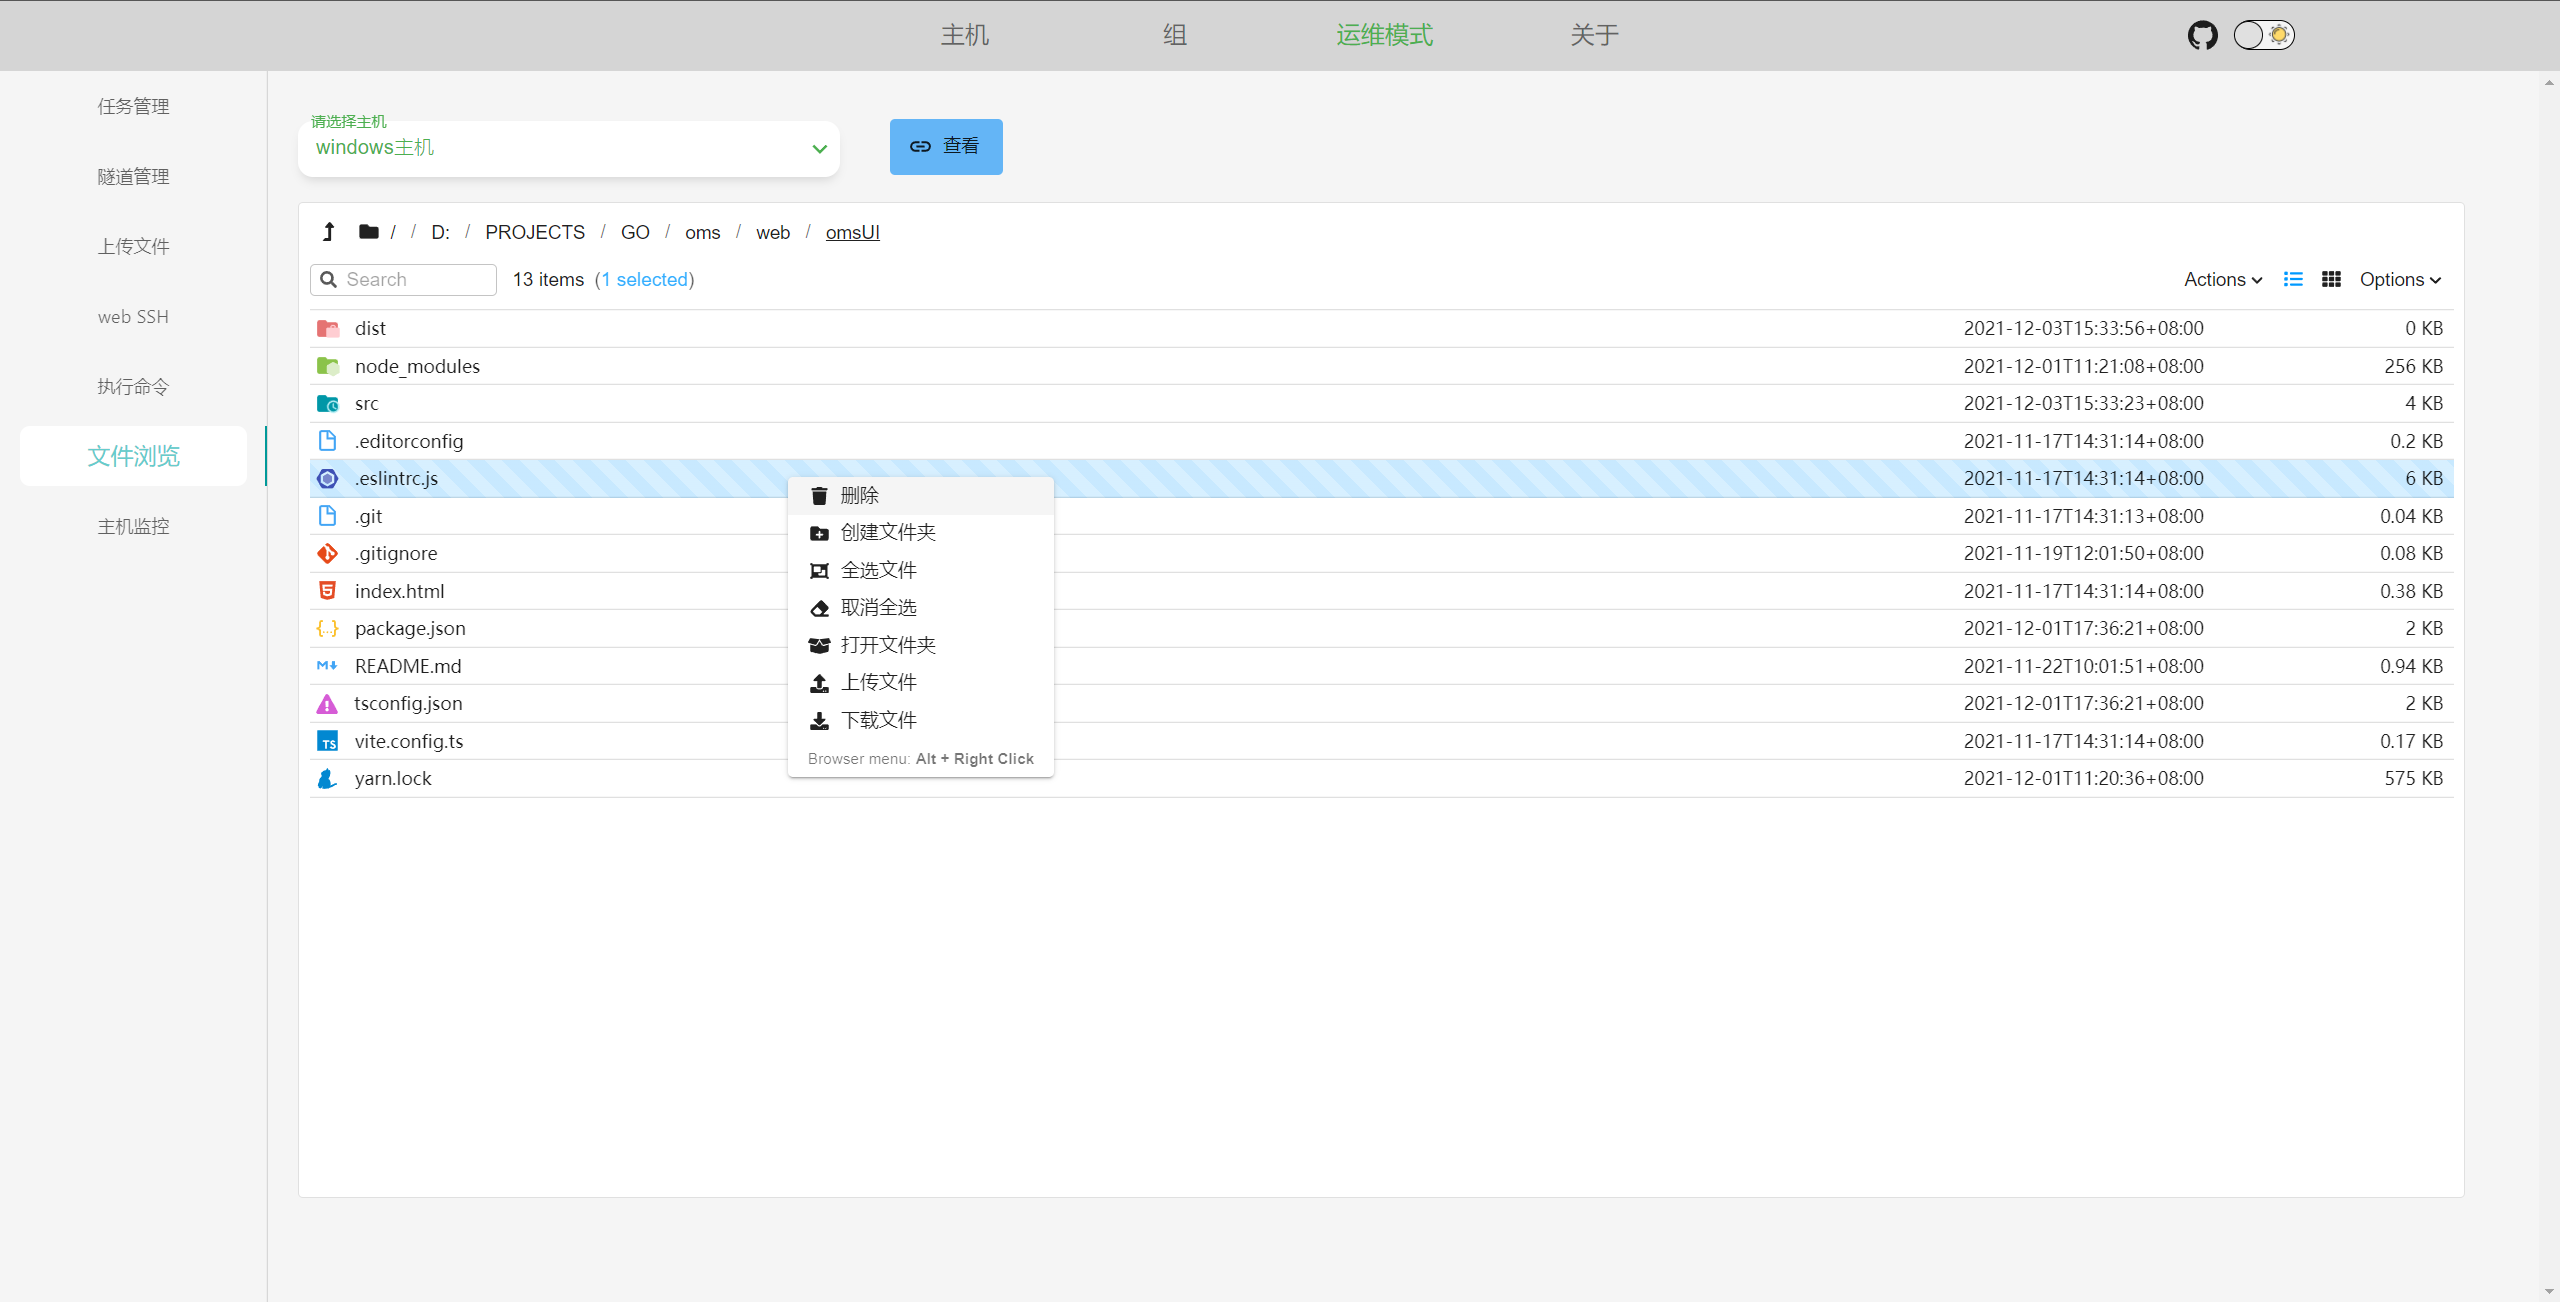 主机 组 运维模式 关于
任务管理
隧道管理
上传文件
web SSH
执行命令
文件浏览
主机监控
请选择主机
windows主机
查看
/ / D: / PROJECTS / GO / oms / web / omsUI
Search 13 items (1 selected) Actions Options
dist 2021-12-03T15:33:56+08:00 0 KB
node_modules 2021-12-01T11:21:08+08:00 256 KB
src 2021-12-03T15:33:23+08:00 4 KB
.editorconfig 2021-11-17T14:31:14+08:00 0.2 KB
.eslintrc.js 2021-11-17T14:31:14+08:00 6 KB
.git 2021-11-17T14:31:13+08:00 0.04 KB
.gitignore 2021-11-19T12:01:50+08:00 0.08 KB
index.html 2021-11-17T14:31:14+08:00 0.38 KB
package.json 2021-12-01T17:36:21+08:00 2 KB
README.md 2021-11-22T10:01:51+08:00 0.94 KB
tsconfig.json 2021-12-01T17:36:21+08:00 2 KB
TS vite.config.ts 2021-11-17T14:31:14+08:00 0.17 KB
yarn.lock 2021-12-01T11:20:36+08:00 575 KB
删除
创建文件夹
全选文件
取消全选
打开文件夹
上传文件
下载文件
Browser menu: Alt + Right Click